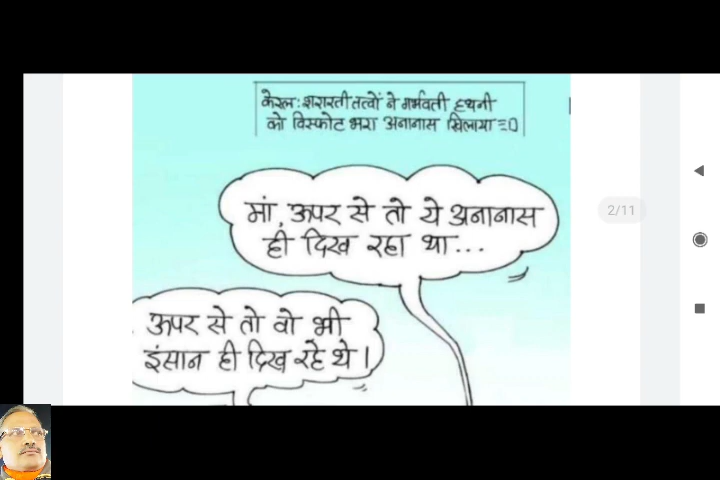 केरल: शरारती तत्वों ने गर्भवती हथनी
को विस्फोट भरा अनानास खिलाया
मां, ऊपर से तो ये अनानास
ही दिख रहा था...
2/11
ऊपर से तो वो भी
इंसान ही दिख रहे थे।